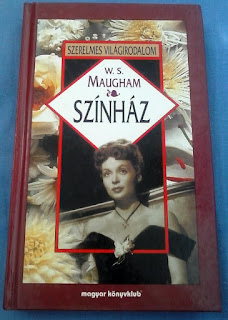 SZERELMES VILÁGIRODALOM
W. S.
MAUGHAM
SZÍNHÁZ
magyar könyvklub